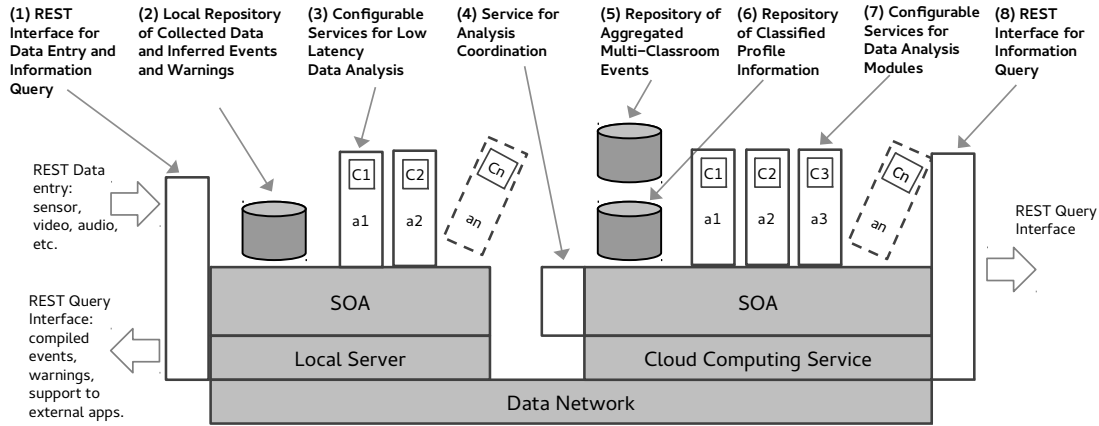 (1) REST
Interface for
Data Entry and
Information
Query
(2) Local Repository
of Collected Data
and Inferred Events
and Warnings
(3) Configurable
Services for Low
Latency
Data Analysis
(4) Service for
Analysis
Coordination
(5) Repository of
Aggregated
Multi-Classroom
Events
(6) Repository
of Classified
Profile
Information
(7) Configurable
Services for
Data Analysis
Modules
(8) REST
Interface for
Information
Query
REST Data
entry:
sensor,
video, audio,
etc.
C1
a1
C2
a2
Cn
an
C1
a1
C2
a2
C3
a3
Cn
an
REST Query
Interface
REST Query
Interface:
compiled
events,
warnings,
support to
external apps.
SOA
Local Server
SOA
Cloud Computing Service
Data Network